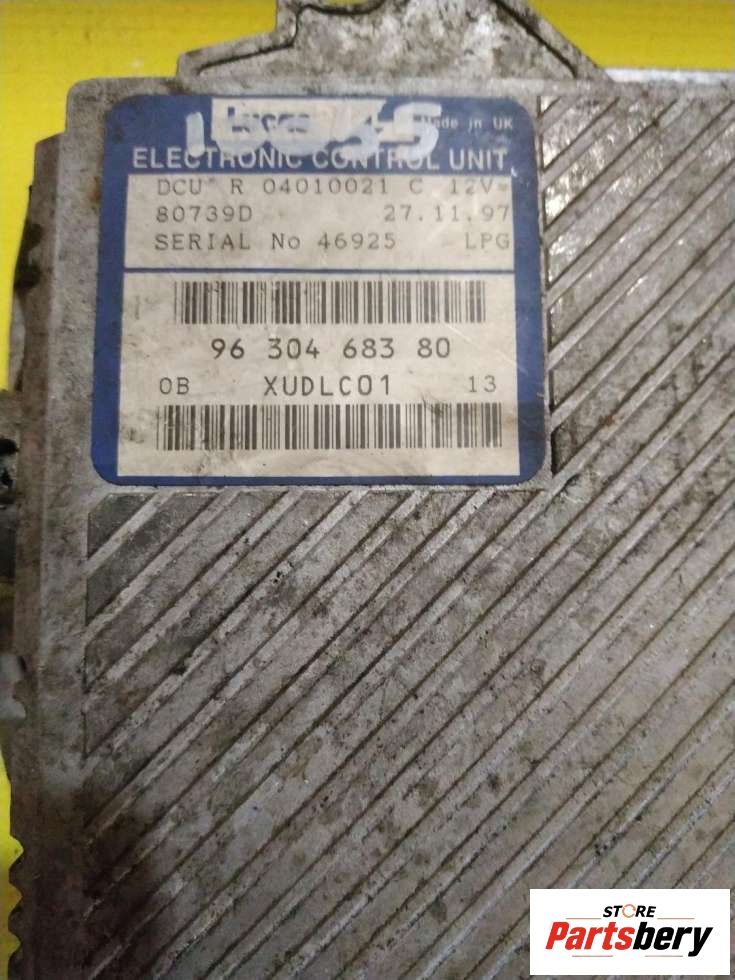 Made in UK
ELECTRONIC CONTROL UNIT
DCU R 04010021 C 12V=
80739D 27.11.97
SERIAL No 46925 LPG
96 304 683 80
0B XUDLC01 13
STORE
Partsbery